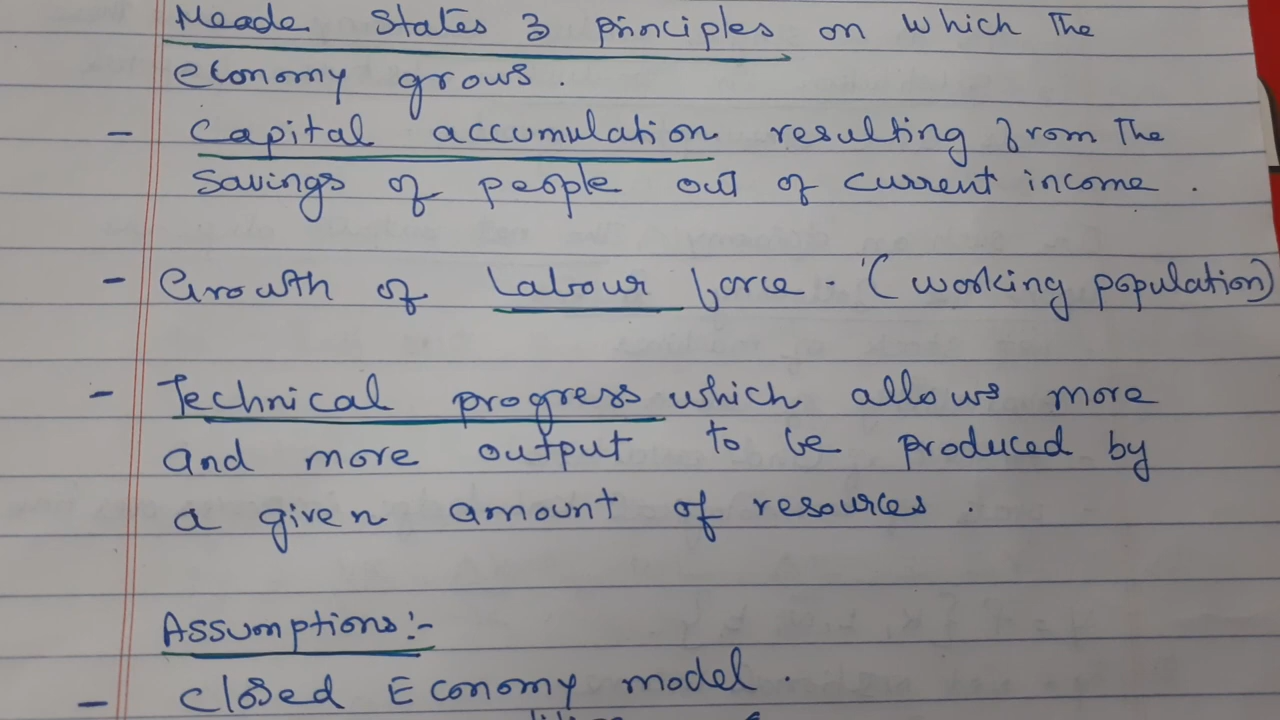 Meade States 3 principles on which the
economy grows.
- Capital accumulation resulting from the
savings of people out of current income.
- Growth of Labour force. (working population)
- Technical progress which allows more
and more output to be produced by
a given amount of resources.
Assumptions:-
- Closed Economy model.